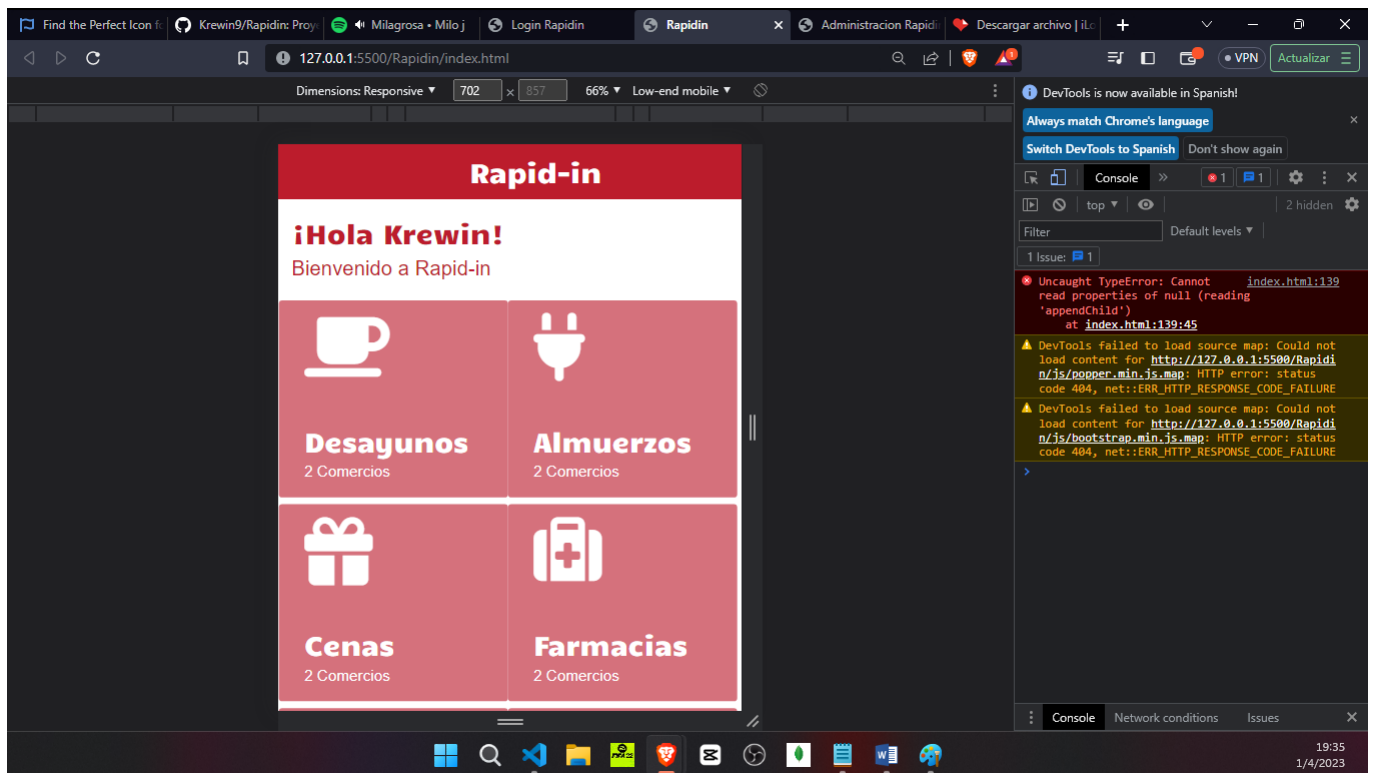 Find the Perfect Icon fo
Krewin9/Rapidin: Proye
Milagrosa • Milo j
Login Rapidin
Rapidin
Administracion Rapidin
Descargar archivo | iLo
127.0.0.1:5500/Rapidin/index.html
VPN
Actualizar
Dimensions: Responsive
702
×
857
66%
Low-end mobile
Rapid-in
¡Hola Krewin!
Bienvenido a Rapid-in
Desayunos
2 Comercios
Almuerzos
2 Comercios
Cenas
2 Comercios
Farmacias
2 Comercios
DevTools is now available in Spanish!
Always match Chrome's language
Switch DevTools to Spanish
Don't show again
Console
1
1
top
2 hidden
Filter
Default levels
1 Issue:
1
Uncaught TypeError: Cannot index.html:139
read properties of null (reading
'appendChild')
at index.html:139:45
DevTools failed to load source map: Could not
load content for http://127.0.0.1:5500/Rapidi
n/js/popper.min.js.map: HTTP error: status
code 404, net::ERR_HTTP_RESPONSE_CODE_FAILURE
DevTools failed to load source map: Could not
load content for http://127.0.0.1:5500/Rapidi
n/js/bootstrap.min.js.map: HTTP error: status
code 404, net::ERR_HTTP_RESPONSE_CODE_FAILURE
Console
Network conditions
Issues
19:35
1/4/2023